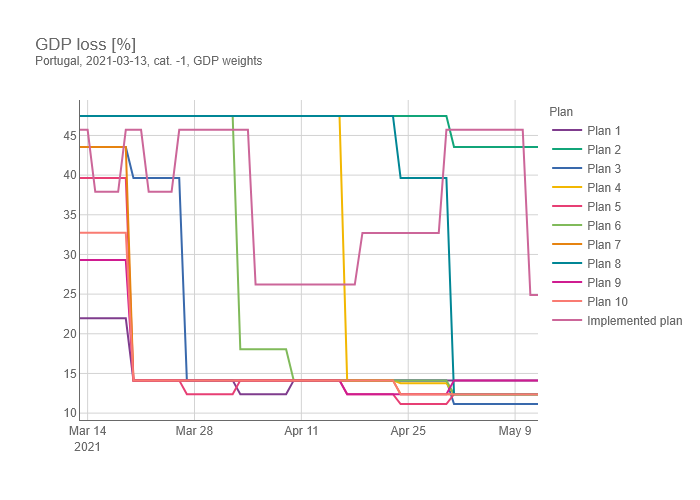 GDP loss [%]
Portugal, 2021-03-13, cat. -1, GDP weights
Plan
Plan 1
Plan 2
Plan 3
Plan 4
Plan 5
Plan 6
Plan 7
Plan 8
Plan 9
Plan 10
Implemented plan
45
40
35
30
25
20
15
10
Mar 14
2021
Mar 28
Apr 11
Apr 25
May 9